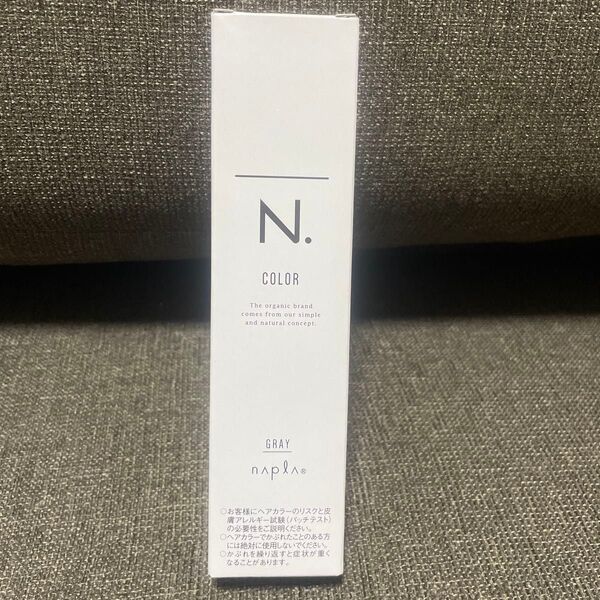 N.
COLOR
The organic brand
comes from our simple
and natural concept.
GRAY
napla®
○お客様にヘアカラーのリスクと皮
膚アレルギー試験（パッチテスト）
の必要性をご説明ください。
○ヘアカラーでかぶれたことのある方
には絶対に使用しないでください。
○かぶれを繰り返すと症状が重く
なることがあります。